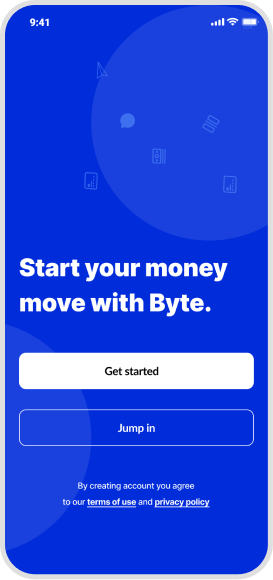 9:41
Start your money
move with Byte.
Get started
Jump in
By creating account you agree
to our terms of use and privacy policy